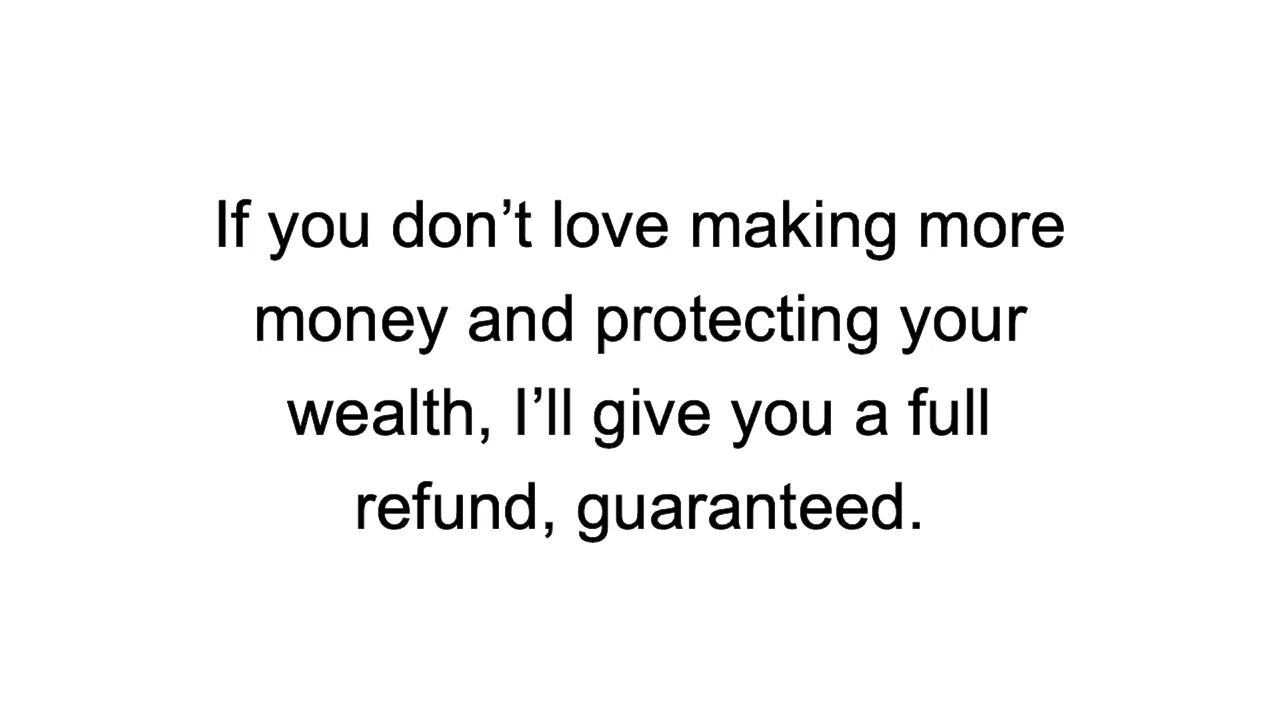 If you don’t love making more
money and protecting your
wealth, I’ll give you a full
refund, guaranteed.